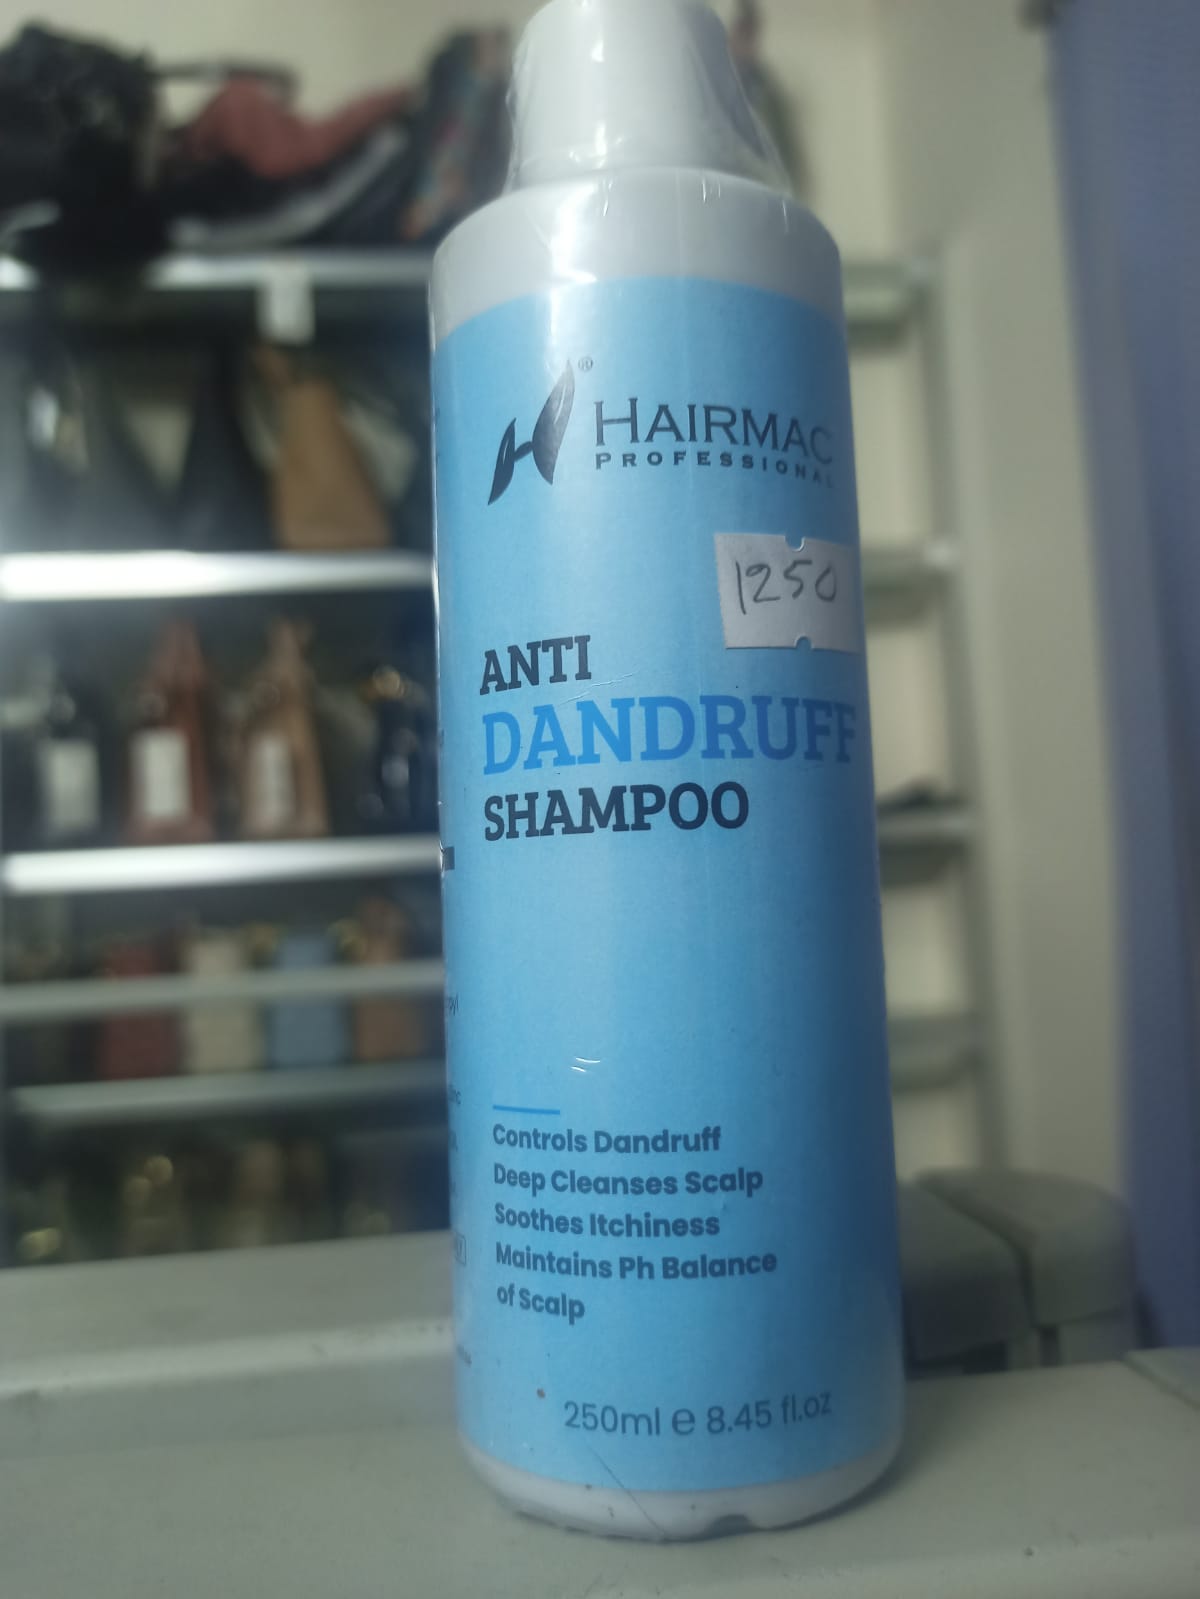 ®
HAIRMAC
PROFESSIONAL
1250
ANTI
DANDRUFF
SHAMPOO
Controls Dandruff
Deep Cleanses Scalp
Soothes Itchiness
Maintains Ph Balance
of Scalp
250ml e 8.45 fl.oz